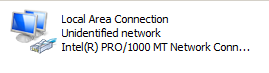 Local Area Connection
Unidentified network
Intel(R) PRO/1000 MT Network Conn...